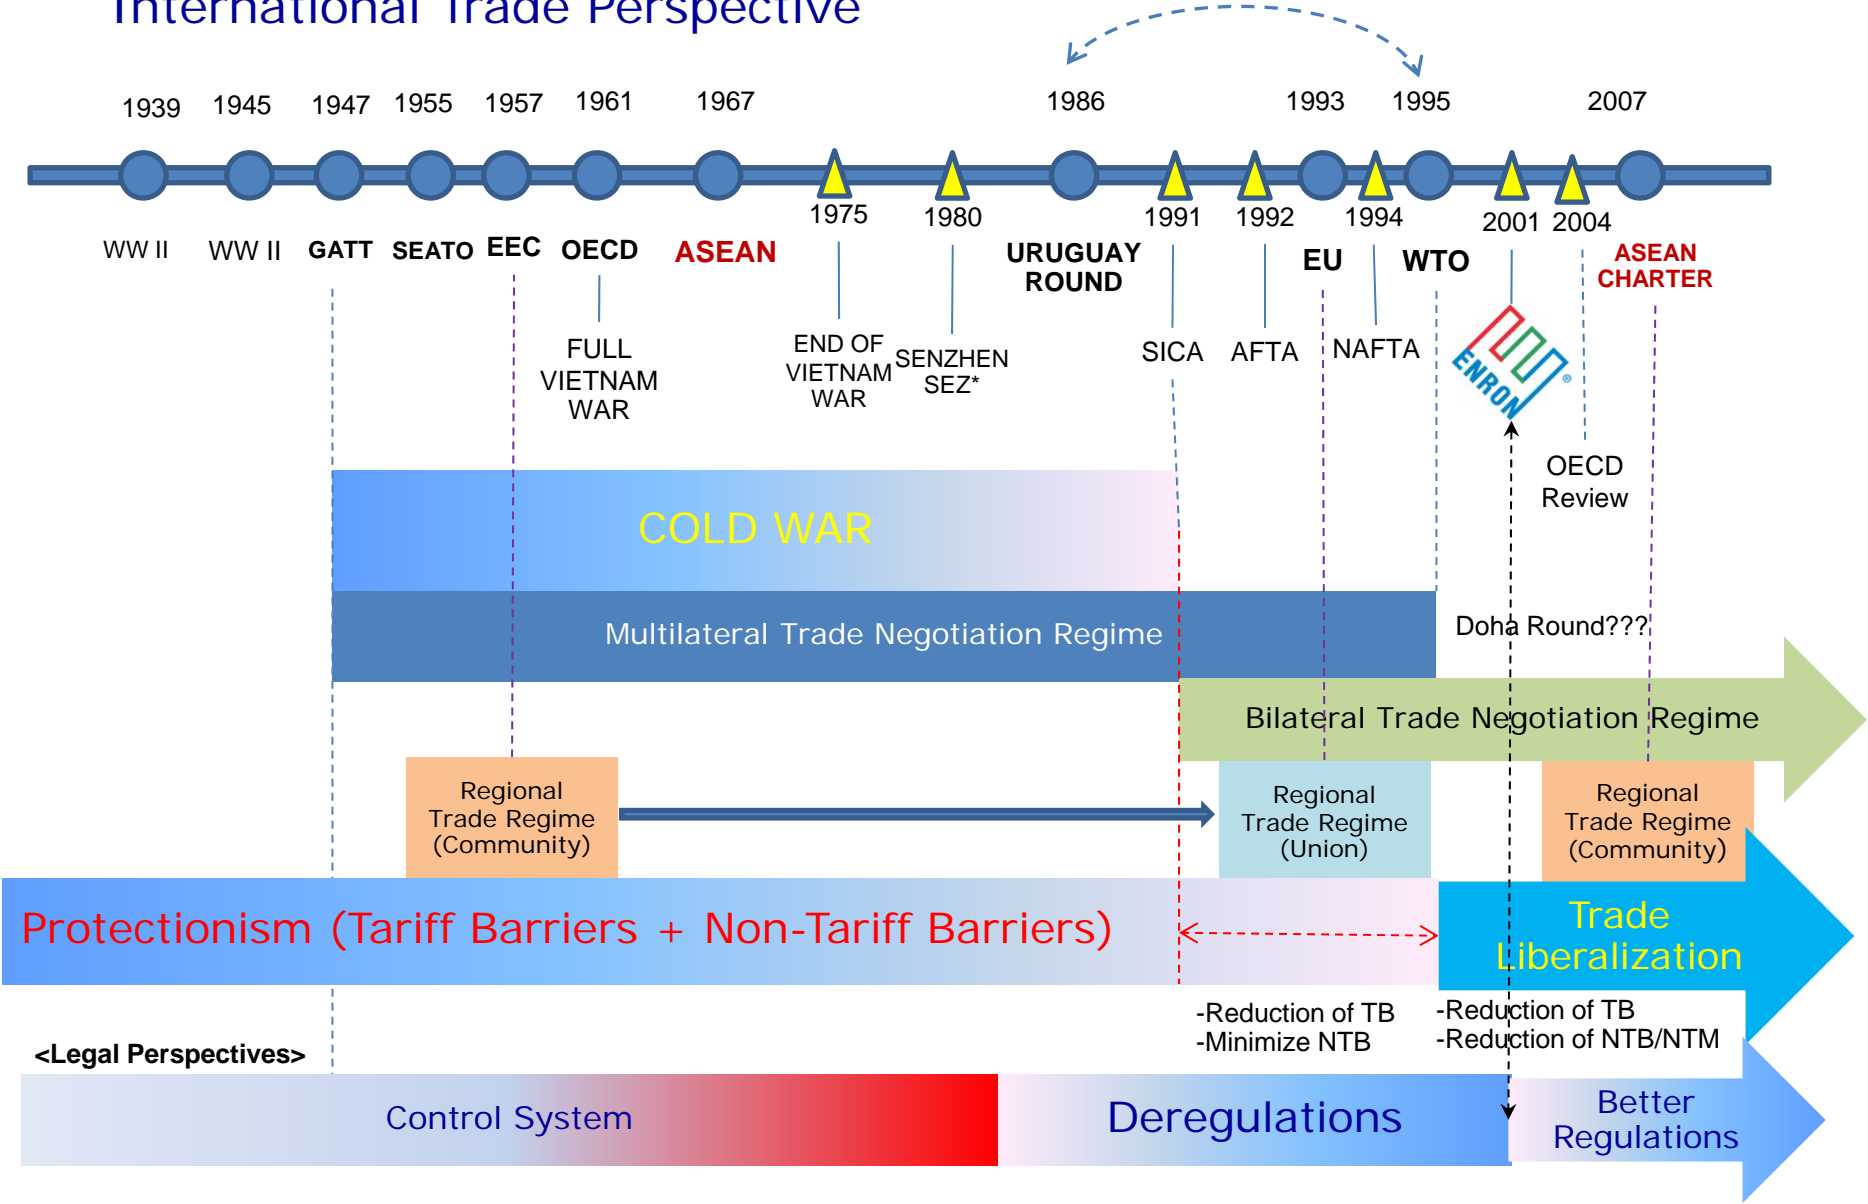 International Trade Perspective
1939 1945 1947 1955 1957 1961 1967 1986 1993 1995 2007
1975 1980 1991 1992 1994 2001 2004
WW II WW II GATT SEATO EEC OECD ASEAN
URUGUAY
ROUND
EU WTO
ASEAN
CHARTER
FULL
VIETNAM
WAR
END OF
VIETNAM
WAR
SENZHEN
SEZ*
SICA AFTA NAFTA
ENRON®
OECD
Review
COLD WAR
Multilateral Trade Negotiation Regime
Doha Round???
Bilateral Trade Negotiation Regime
Regional
Trade Regime
(Community)
Regional
Trade Regime
(Union)
Regional
Trade Regime
(Community)
Protectionism (Tariff Barriers + Non-Tariff Barriers)
Trade
Liberalization
-Reduction of TB
-Minimize NTB
-Reduction of TB
-Reduction of NTB/NTM
<Legal Perspectives>
Control System
Deregulations
Better
Regulations